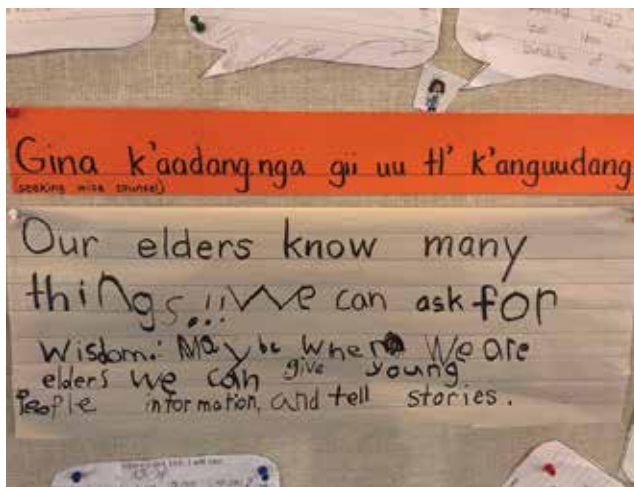 Gina k'aadang.nga gii uu tl' k'anguudang
(seeking wise counsel)
Our elders know many
things..!! We can ask for
Wisdom. Maybe when We are
elders we can give young
People information, and tell stories.